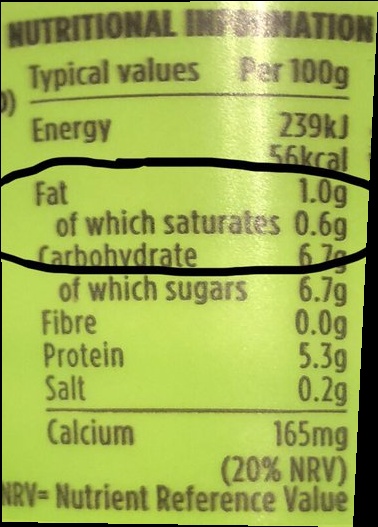 NUTRITIONAL INFORMATION
Typical values Per 100g
Energy 239kJ
56kcal
Fat 1.0g
of which saturates 0.6g
Carbohydrate 6.7g
of which sugars 6.7g
Fibre 0.0g
Protein 5.3g
Salt 0.2g
Calcium 165mg
(20% NRV)
NRV= Nutrient Reference Value